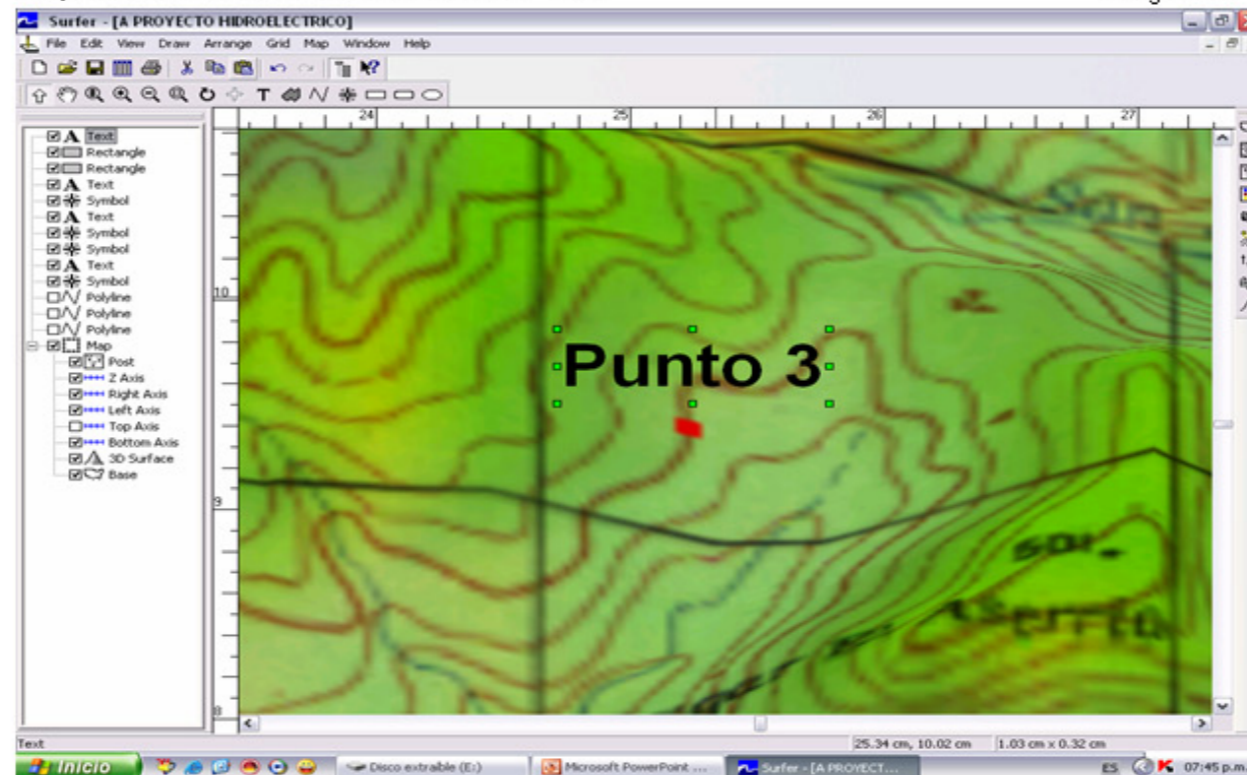 Surfer - [A PROYECTO HIDROELECTRICO]
File Edit View Draw Arrange Grid Map Window Help
24 25 26 27
Text
Rectangle
Rectangle
Text
Symbol
Text
Symbol
Symbol
Text
Symbol
Polyline
Polyline
Polyline
Map
Post
Z Axis
Right Axis
Left Axis
Top Axis
Bottom Axis
3D Surface
Base
10
9
8
Punto 3
Text
25.34 cm, 10.02 cm
1.03 cm x 0.32 cm
Inicio
Disco extraíble (E:)
Microsoft PowerPoint ...
Surfer - [A PROYECT...
ES
07:45 p.m.